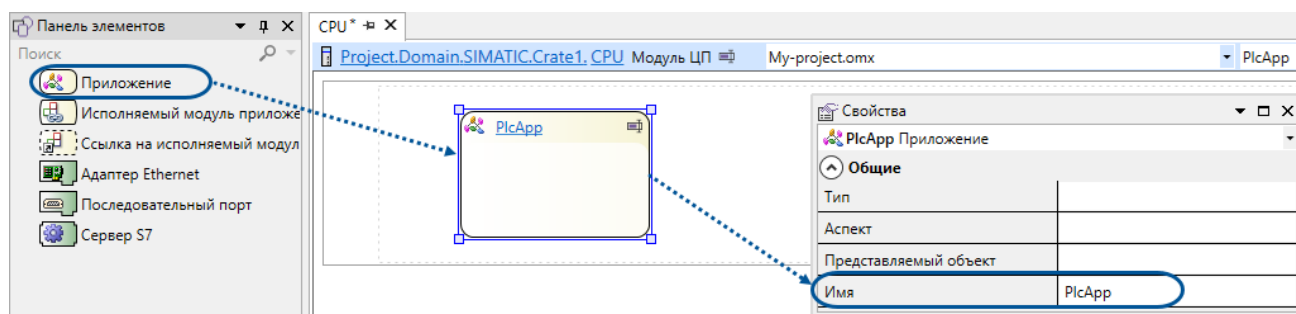 Панель элементов
Поиск
Приложение
Исполняемый модуль приложе
Ссылка на исполняемый модул
Адаптер Ethernet
Последовательный порт
Сервер S7
CPU*
Project.Domain.SIMATIC.Crate1. CPU Модуль ЦП My-project.omx PlcApp
PlcApp
Свойства
PlcApp Приложение
Общие
Тип
Аспект
Представляемый объект
Имя PlcApp